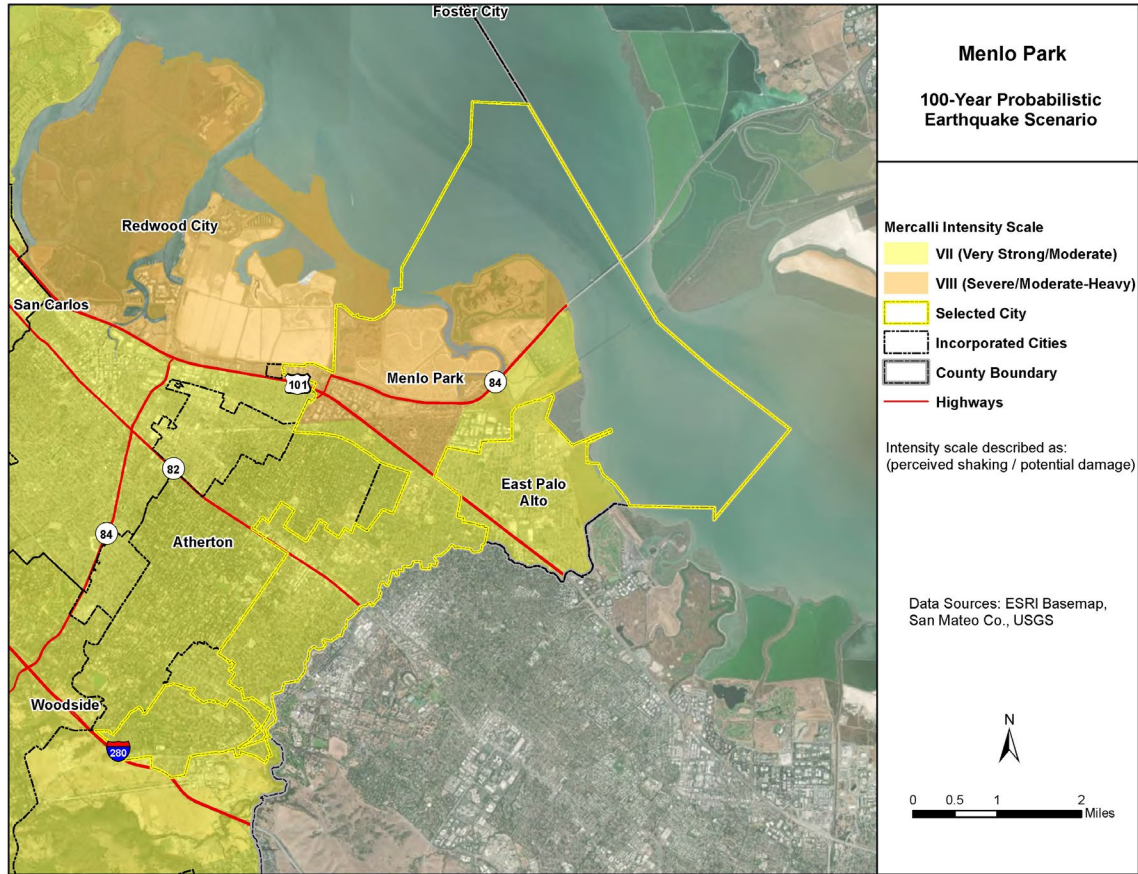 Foster City
Redwood City
San Carlos
Menlo Park
101
84
82
East Palo
Alto
84
Atherton
Woodside
280
Menlo Park
100-Year Probabilistic
Earthquake Scenario
Mercalli Intensity Scale
VII (Very Strong/Moderate)
VIII (Severe/Moderate-Heavy)
Selected City
Incorporated Cities
County Boundary
Highways
Intensity scale described as:
(perceived shaking / potential damage)
Data Sources: ESRI Basemap,
San Mateo Co., USGS
N
0 0.5 1 2
Miles